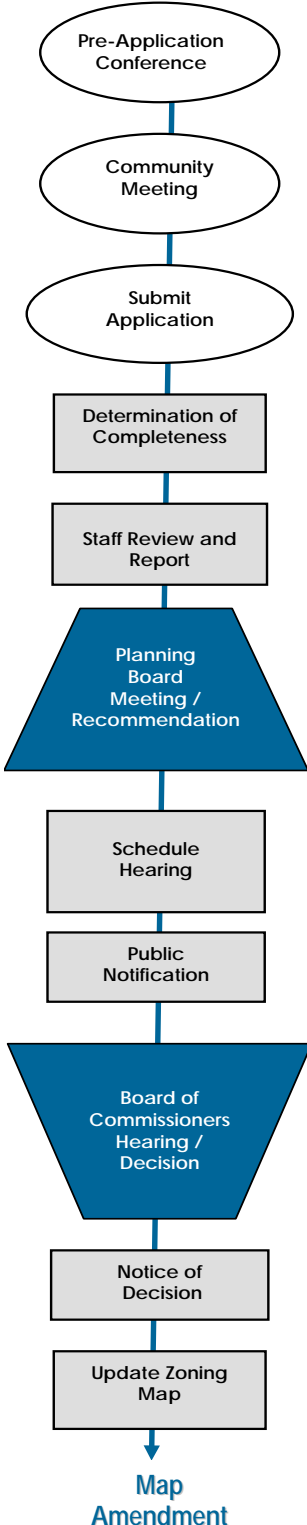 Pre-Application
Conference
Community
Meeting
Submit
Application
Determination of
Completeness
Staff Review and
Report
Planning
Board
Meeting /
Recommendation
Schedule
Hearing
Public
Notification
Board of
Commissioners
Hearing /
Decision
Notice of
Decision
Update Zoning
Map
Map
Amendment